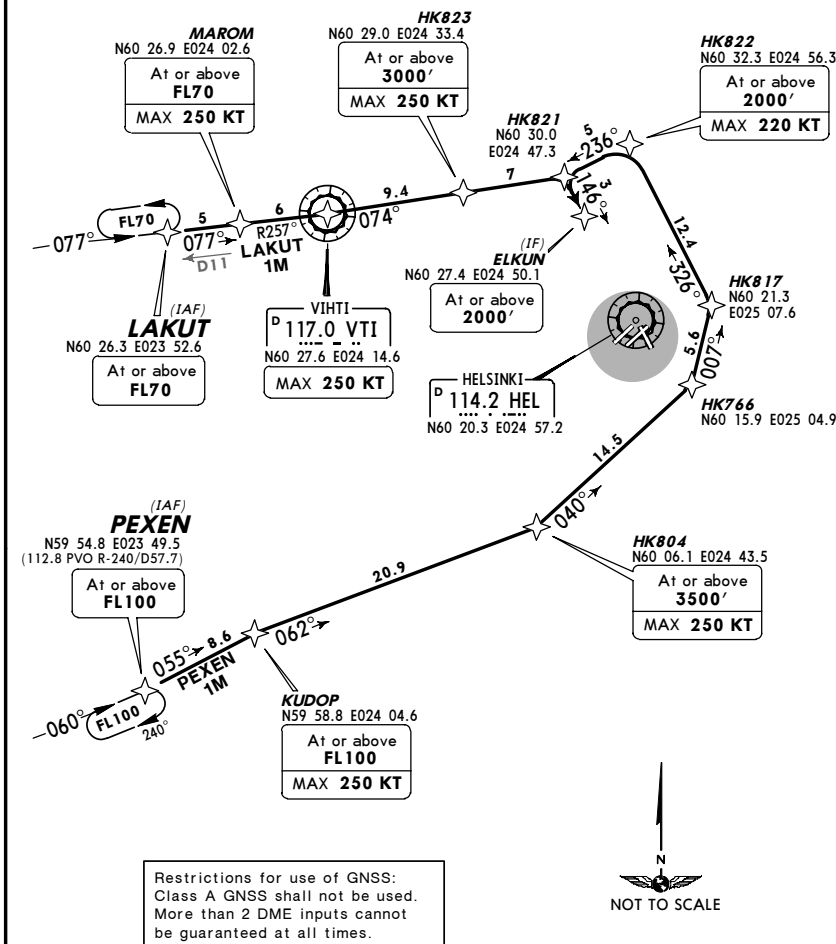 HK823
N60 29.0 E024 33.4
At or above
3000'
MAX 250 KT
MAROM
N60 26.9 E024 02.6
At or above
FL70
MAX 250 KT
HK822
N60 32.3 E024 56.3
At or above
2000'
MAX 220 KT
HK821
N60 30.0
E024 47.3
5
←236°
146°→
3
7
9.4
074°
6
5
FL70
077°→
077°→
R257°
LAKUT
1M
D11
(IF)
ELKUN
N60 27.4 E024 50.1
At or above
2000'
12.4
←326°
HK817
N60 21.3
E025 07.6
(IAF)
LAKUT
N60 26.3 E023 52.6
At or above
FL70
VIHTI
D 117.0 VTI
N60 27.6 E024 14.6
MAX 250 KT
5.6
007°→
HELSINKI
D 114.2 HEL
N60 20.3 E024 57.2
HK766
N60 15.9 E025 04.9
14.5
040°→
(IAF)
PEXEN
N59 54.8 E023 49.5
(112.8 PVO R-240/D57.7)
At or above
FL100
HK804
N60 06.1 E024 43.5
At or above
3500'
MAX 250 KT
20.9
062°→
055°→
8.6
PEXEN
1M
060°
FL100
240°
KUDOP
N59 58.8 E024 04.6
At or above
FL100
MAX 250 KT
Restrictions for use of GNSS:
Class A GNSS shall not be used.
More than 2 DME inputs cannot
be guaranteed at all times.
N
NOT TO SCALE